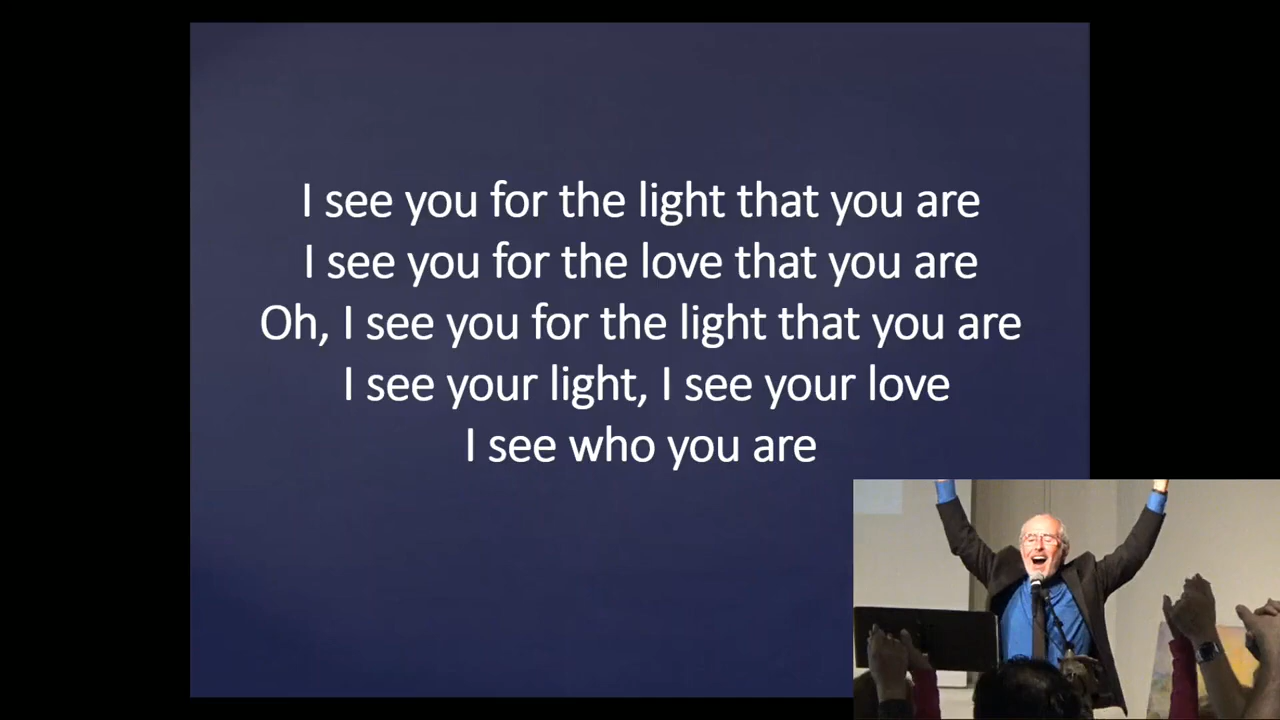 I see you for the light that you are
I see you for the love that you are
Oh, I see you for the light that you are
I see your light, I see your love
I see who you are